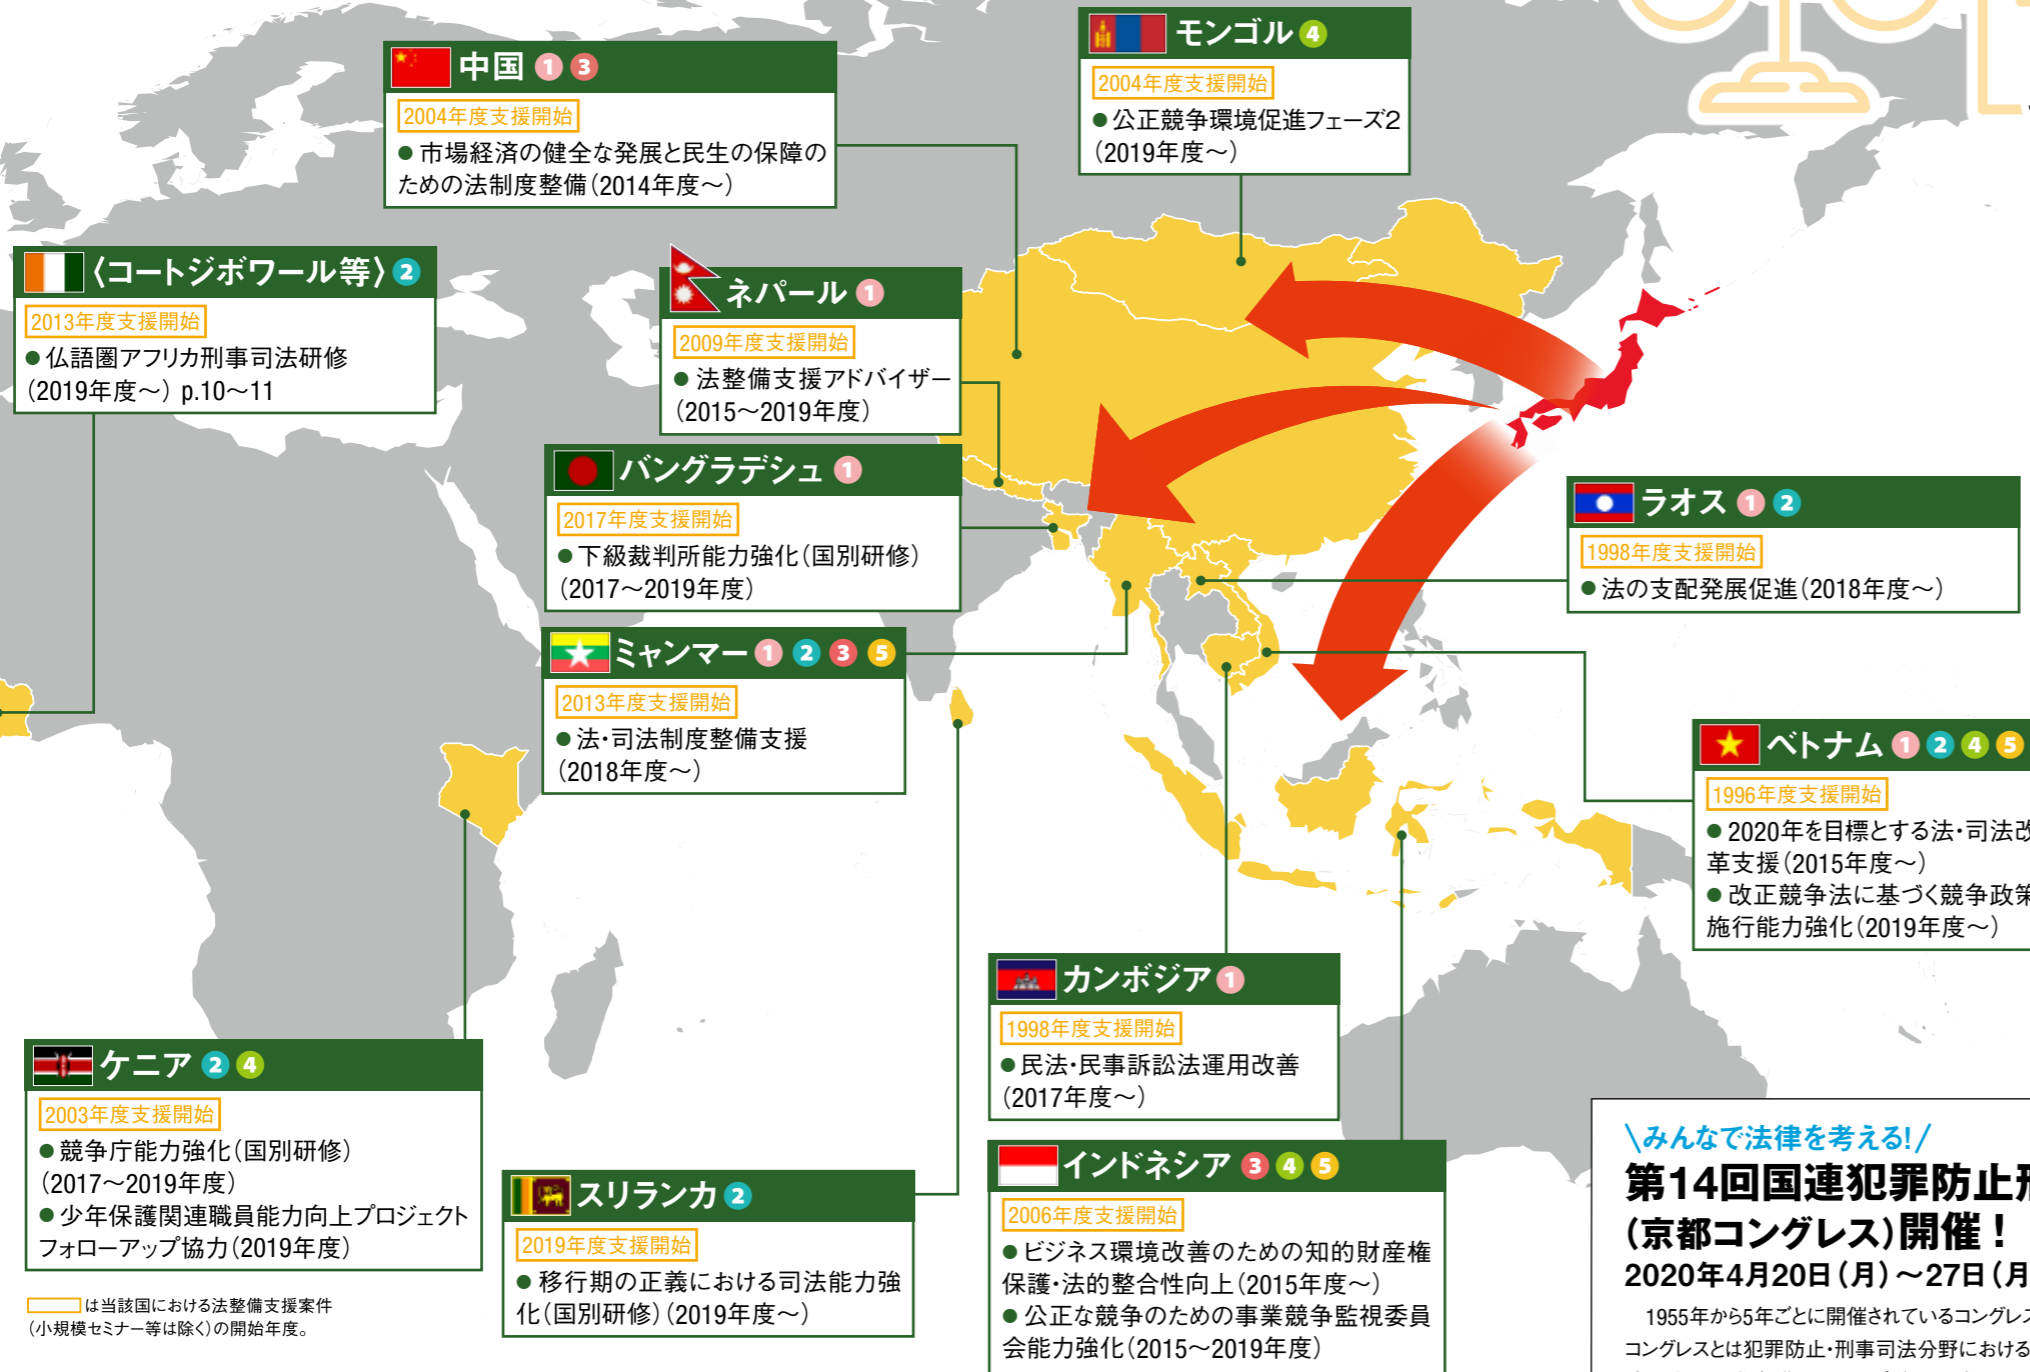 中国 1 3
2004年度支援開始
● 市場経済の健全な発展と民生の保障の
ための法制度整備(2014年度～)
モンゴル 4
2004年度支援開始
● 公正競争環境促進フェーズ2
(2019年度～)
〈コートジボワール等〉 2
2013年度支援開始
● 仏語圏アフリカ刑事司法研修
(2019年度～) p.10～11
ネパール 1
2009年度支援開始
● 法整備支援アドバイザー
(2015～2019年度)
バングラデシュ 1
2017年度支援開始
● 下級裁判所能力強化(国別研修)
(2017～2019年度)
ラオス 1 2
1998年度支援開始
● 法の支配発展促進(2018年度～)
ミャンマー 1 2 3 5
2013年度支援開始
● 法・司法制度整備支援
(2018年度～)
ベトナム 1 2 4 5
1996年度支援開始
● 2020年を目標とする法・司法改
革支援(2015年度～)
● 改正競争法に基づく競争政策
施行能力強化(2019年度～)
カンボジア 1
1998年度支援開始
● 民法・民事訴訟法運用改善
(2017年度～)
ケニア 2 4
2003年度支援開始
● 競争庁能力強化(国別研修)
(2017～2019年度)
● 少年保護関連職員能力向上プロジェクト
フォローアップ協力(2019年度)
スリランカ 2
2019年度支援開始
● 移行期の正義における司法能力強
化(国別研修)(2019年度～)
インドネシア 3 4 5
2006年度支援開始
● ビジネス環境改善のための知的財産権
保護・法的整合性向上(2015年度～)
● 公正な競争のための事業競争監視委員
会能力強化(2015～2019年度)
は当該国における法整備支援案件
(小規模セミナー等は除く)の開始年度。
\みんなで法律を考える!/
第14回国連犯罪防止刑
(京都コングレス)開催！
2020年4月20日(月)～27日(月
1955年から5年ごとに開催されているコングレス
コングレスとは犯罪防止・刑事司法分野における